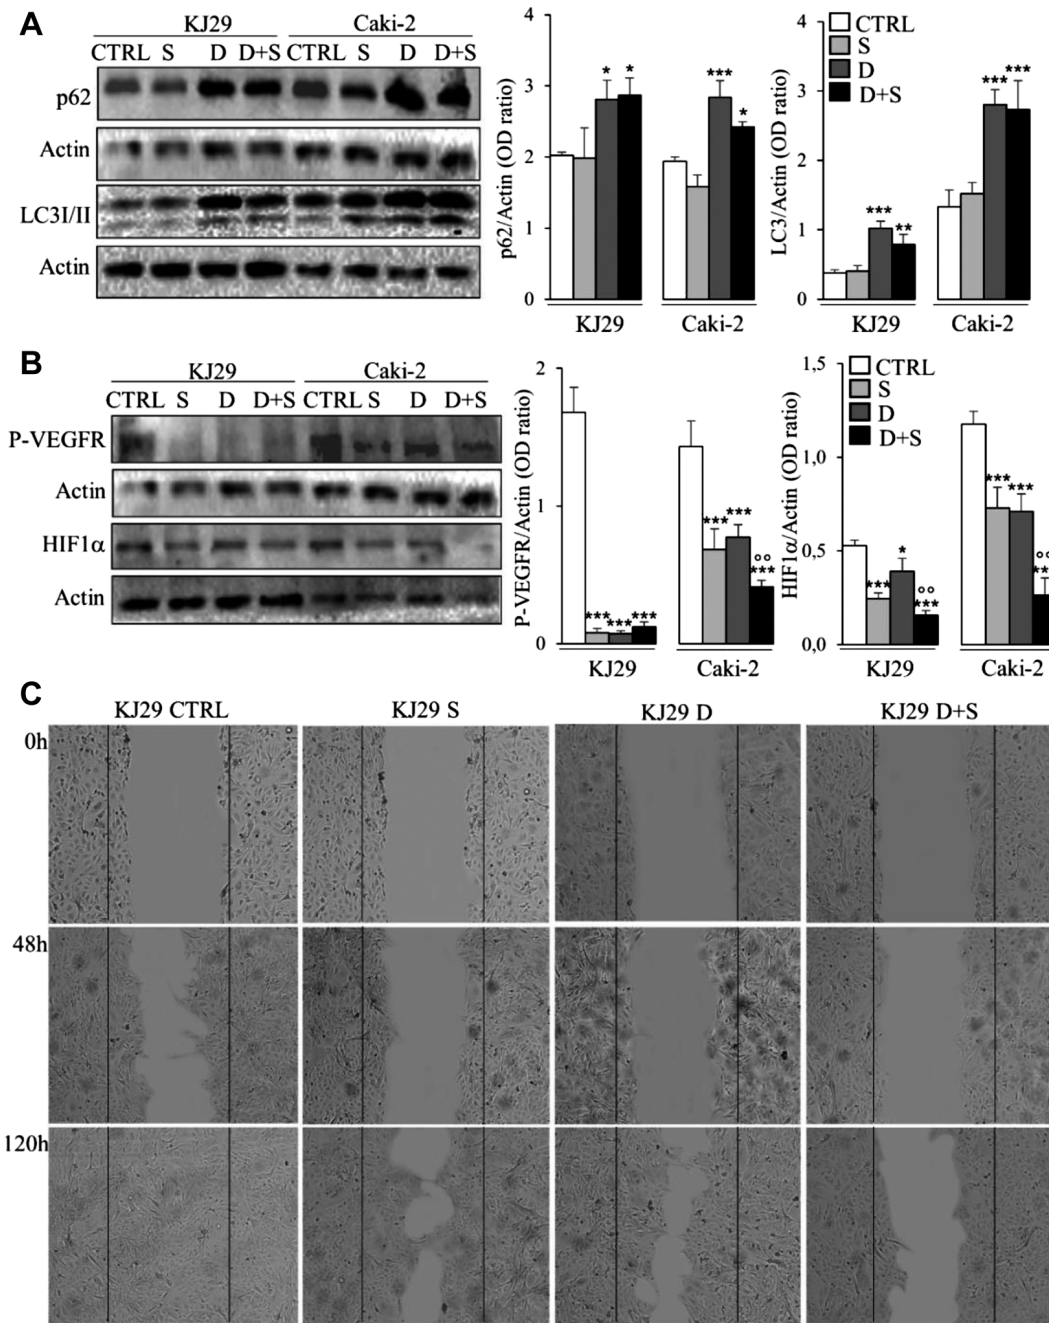 A
KJ29 Caki-2
CTRL S D D+S CTRL S D D+S
p62
Actin
LC3I/II
Actin
p62/Actin (OD ratio)
4
3
2
1
0
* * *** *
KJ29 Caki-2
LC3/Actin (OD ratio)
4
3
2
1
0
CTRL
S
D
D+S
*** ** *** ***
KJ29 Caki-2
B
KJ29 Caki-2
CTRL S D D+S CTRL S D D+S
P-VEGFR
Actin
HIF1α
Actin
P-VEGFR/Actin (OD ratio)
2
1
0
*** *** *** *** *** °° ***
KJ29 Caki-2
HIF1α/Actin (OD ratio)
1,5
1,0
0,5
0,0
CTRL
S
D
D+S
*** * °° *** *** *** °° ***
KJ29 Caki-2
C
KJ29 CTRL KJ29 S KJ29 D KJ29 D+S
0h
48h
120h